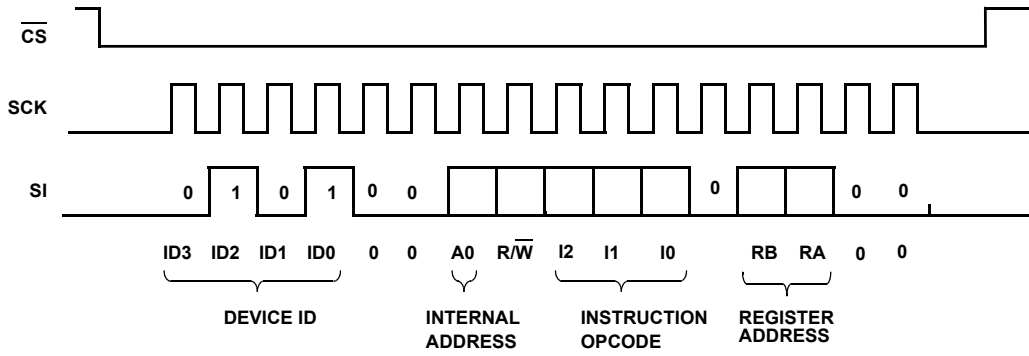 CS
SCK
SI
0 1 0 1 0 0 0 0 0
ID3 ID2 ID1 ID0 0 0 A0 R/W I2 I1 I0 RB RA 0 0
DEVICE ID
INTERNAL
ADDRESS
INSTRUCTION
OPCODE
REGISTER
ADDRESS